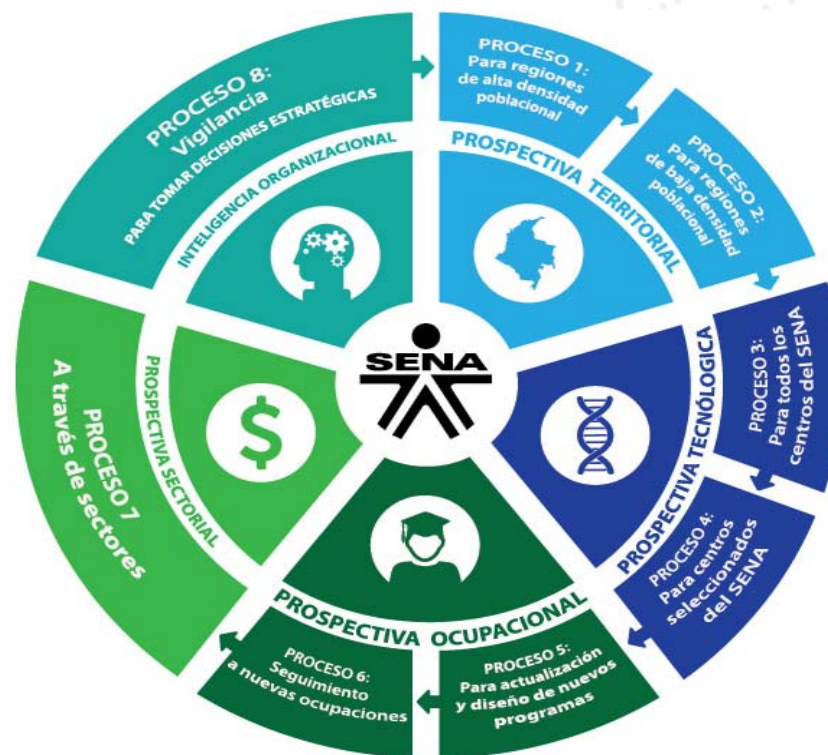 PROCESO 1:
Para regiones
de alta densidad
poblacional
PROCESO 2:
Para regiones
de baja densidad
poblacional
PROSPECTIVA TERRITORIAL
PROCESO 3:
Para todos los
centros del SENA
PROCESO 4:
Para centros
seleccionados
del SENA
PROSPECTIVA TECNÓLOGICA
PROCESO 5:
Para actualización
y diseño de nuevos
programas
PROCESO 6:
Seguimiento
a nuevas ocupaciones
PROSPECTIVA OCUPACIONAL
PROCESO 7
A través de sectores
PROSPECTIVA SECTORIAL
PROCESO 8:
Vigilancia
PARA TOMAR DECISIONES ESTRATÉGICAS
INTELIGENCIA ORGANIZACIONAL
SENA
$